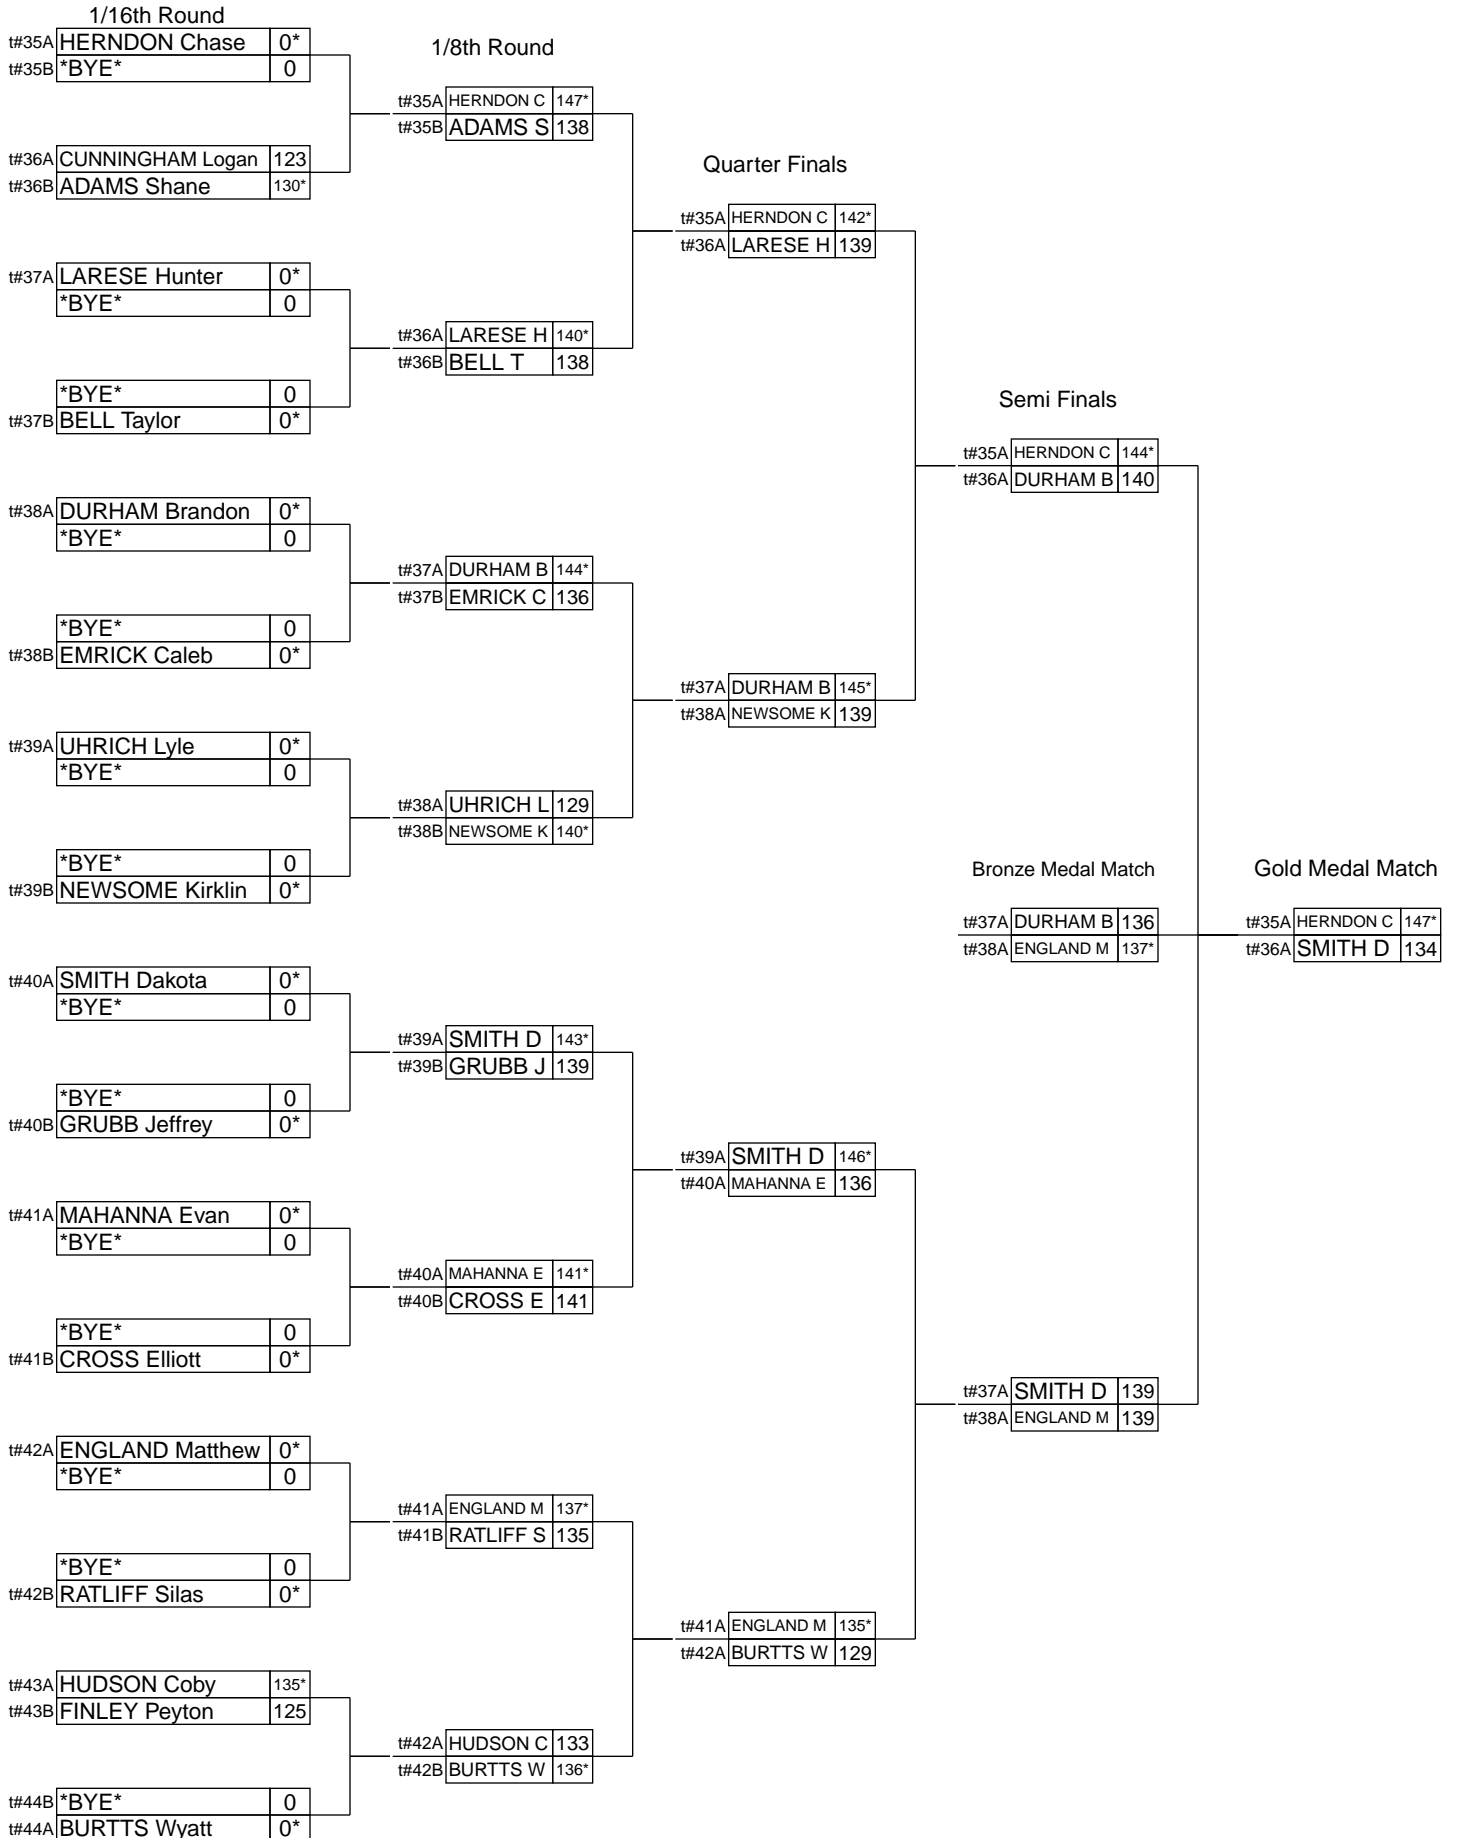 1/16th Round
t#35A HERNDON Chase 0*
t#35B *BYE* 0
t#36A CUNNINGHAM Logan 123
t#36B ADAMS Shane 130*
t#37A LARESE Hunter 0*
*BYE* 0
*BYE* 0
t#37B BELL Taylor 0*
t#38A DURHAM Brandon 0*
*BYE* 0
*BYE* 0
t#38B EMRICK Caleb 0*
t#39A UHRICH Lyle 0*
*BYE* 0
*BYE* 0
t#39B NEWSOME Kirklin 0*
t#40A SMITH Dakota 0*
*BYE* 0
*BYE* 0
t#40B GRUBB Jeffrey 0*
t#41A MAHANNA Evan 0*
*BYE* 0
*BYE* 0
t#41B CROSS Elliott 0*
t#42A ENGLAND Matthew 0*
*BYE* 0
*BYE* 0
t#42B RATLIFF Silas 0*
t#43A HUDSON Coby 135*
t#43B FINLEY Peyton 125
t#44B *BYE* 0
t#44A BURTTS Wyatt 0*
1/8th Round
t#35A HERNDON C 147*
t#35B ADAMS S 138
t#36A LARESE H 140*
t#36B BELL T 138
t#37A DURHAM B 144*
t#37B EMRICK C 136
t#38A UHRICH L 129
t#38B NEWSOME K 140*
t#39A SMITH D 143*
t#39B GRUBB J 139
t#40A MAHANNA E 141*
t#40B CROSS E 141
t#41A ENGLAND M 137*
t#41B RATLIFF S 135
t#42A HUDSON C 133
t#42B BURTTS W 136*
Quarter Finals
t#35A HERNDON C 142*
t#36A LARESE H 139
t#37A DURHAM B 145*
t#38A NEWSOME K 139
t#39A SMITH D 146*
t#40A MAHANNA E 136
t#41A ENGLAND M 135*
t#42A BURTTS W 129
Semi Finals
t#35A HERNDON C 144*
t#36A DURHAM B 140
t#37A SMITH D 139
t#38A ENGLAND M 139
Bronze Medal Match
t#37A DURHAM B 136
t#38A ENGLAND M 137*
Gold Medal Match
t#35A HERNDON C 147*
t#36A SMITH D 134